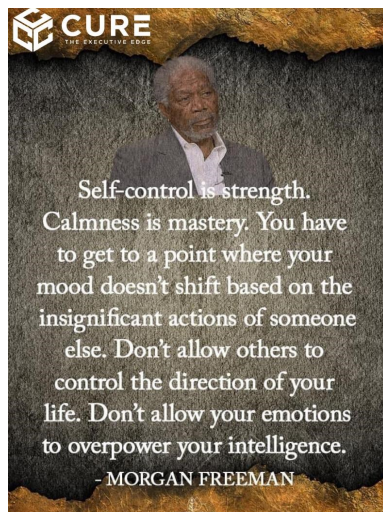 CURE
THE EXECUTIVE EDGE
Self-control is strength.
Calmness is mastery. You have
to get to a point where your
mood doesn't shift based on the
insignificant actions of someone
else. Don't allow others to
control the direction of your
life. Don't allow your emotions
to overpower your intelligence.
- MORGAN FREEMAN